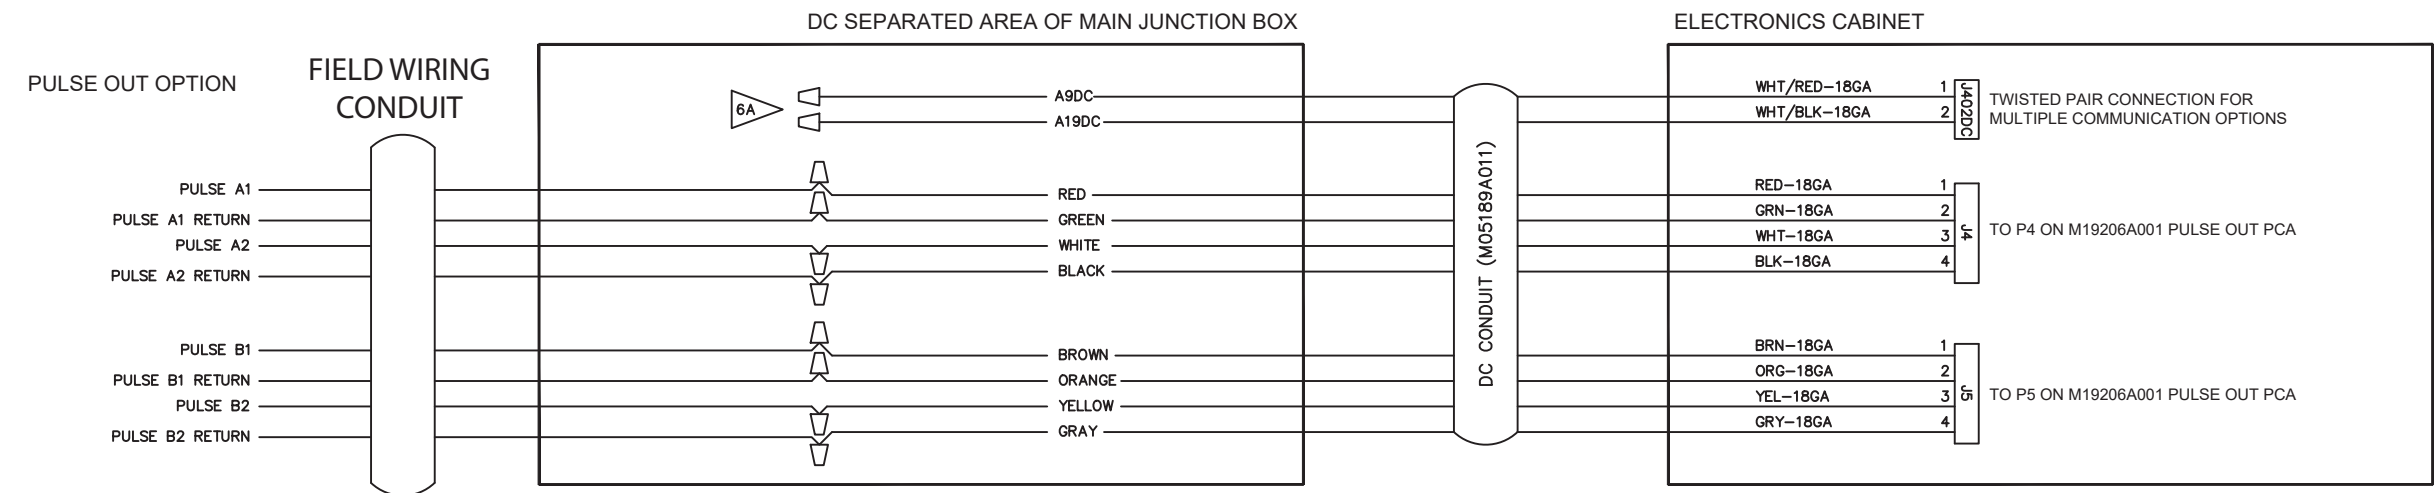 DC SEPARATED AREA OF MAIN JUNCTION BOX
ELECTRONICS CABINET
PULSE OUT OPTION
FIELD WIRING
CONDUIT
6A
A9DC
A19DC
WHT/RED-18GA 1
WHT/BLK-18GA 2
J402DC
TWISTED PAIR CONNECTION FOR
MULTIPLE COMMUNICATION OPTIONS
DC CONDUIT (M05189A011)
PULSE A1
RED
RED-18GA 1
PULSE A1 RETURN
GREEN
GRN-18GA 2
PULSE A2
WHITE
WHT-18GA 3
PULSE A2 RETURN
BLACK
BLK-18GA 4
J4
TO P4 ON M19206A001 PULSE OUT PCA
PULSE B1
BROWN
BRN-18GA 1
PULSE B1 RETURN
ORANGE
ORG-18GA 2
PULSE B2
YELLOW
YEL-18GA 3
PULSE B2 RETURN
GRAY
GRY-18GA 4
J5
TO P5 ON M19206A001 PULSE OUT PCA